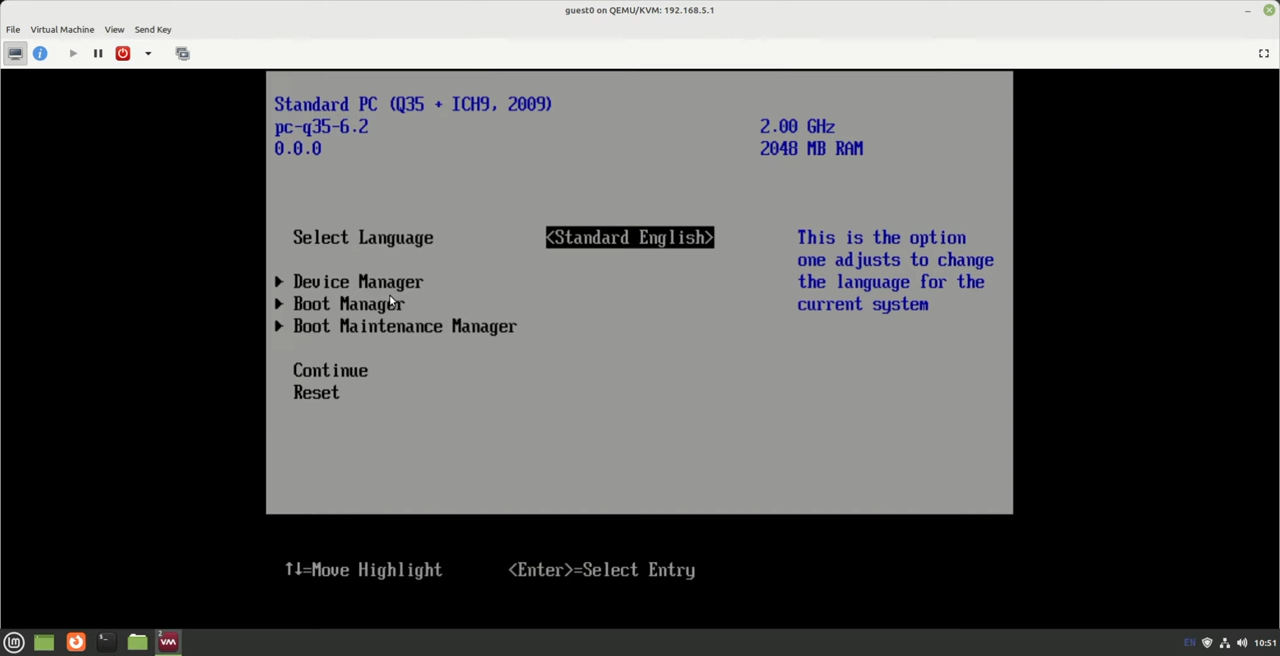 guest0 on QEMU/KVM: 192.168.5.1
File Virtual Machine View Send Key
Standard PC (Q35 + ICH9, 2009)
pc-q35-6.2 2.00 GHz
0.0.0 2048 MB RAM
Select Language <Standard English> This is the option
one adjusts to change
Device Manager the language for the
Boot Manager current system
Boot Maintenance Manager
Continue
Reset
↑↓=Move Highlight <Enter>=Select Entry
EN 10:51